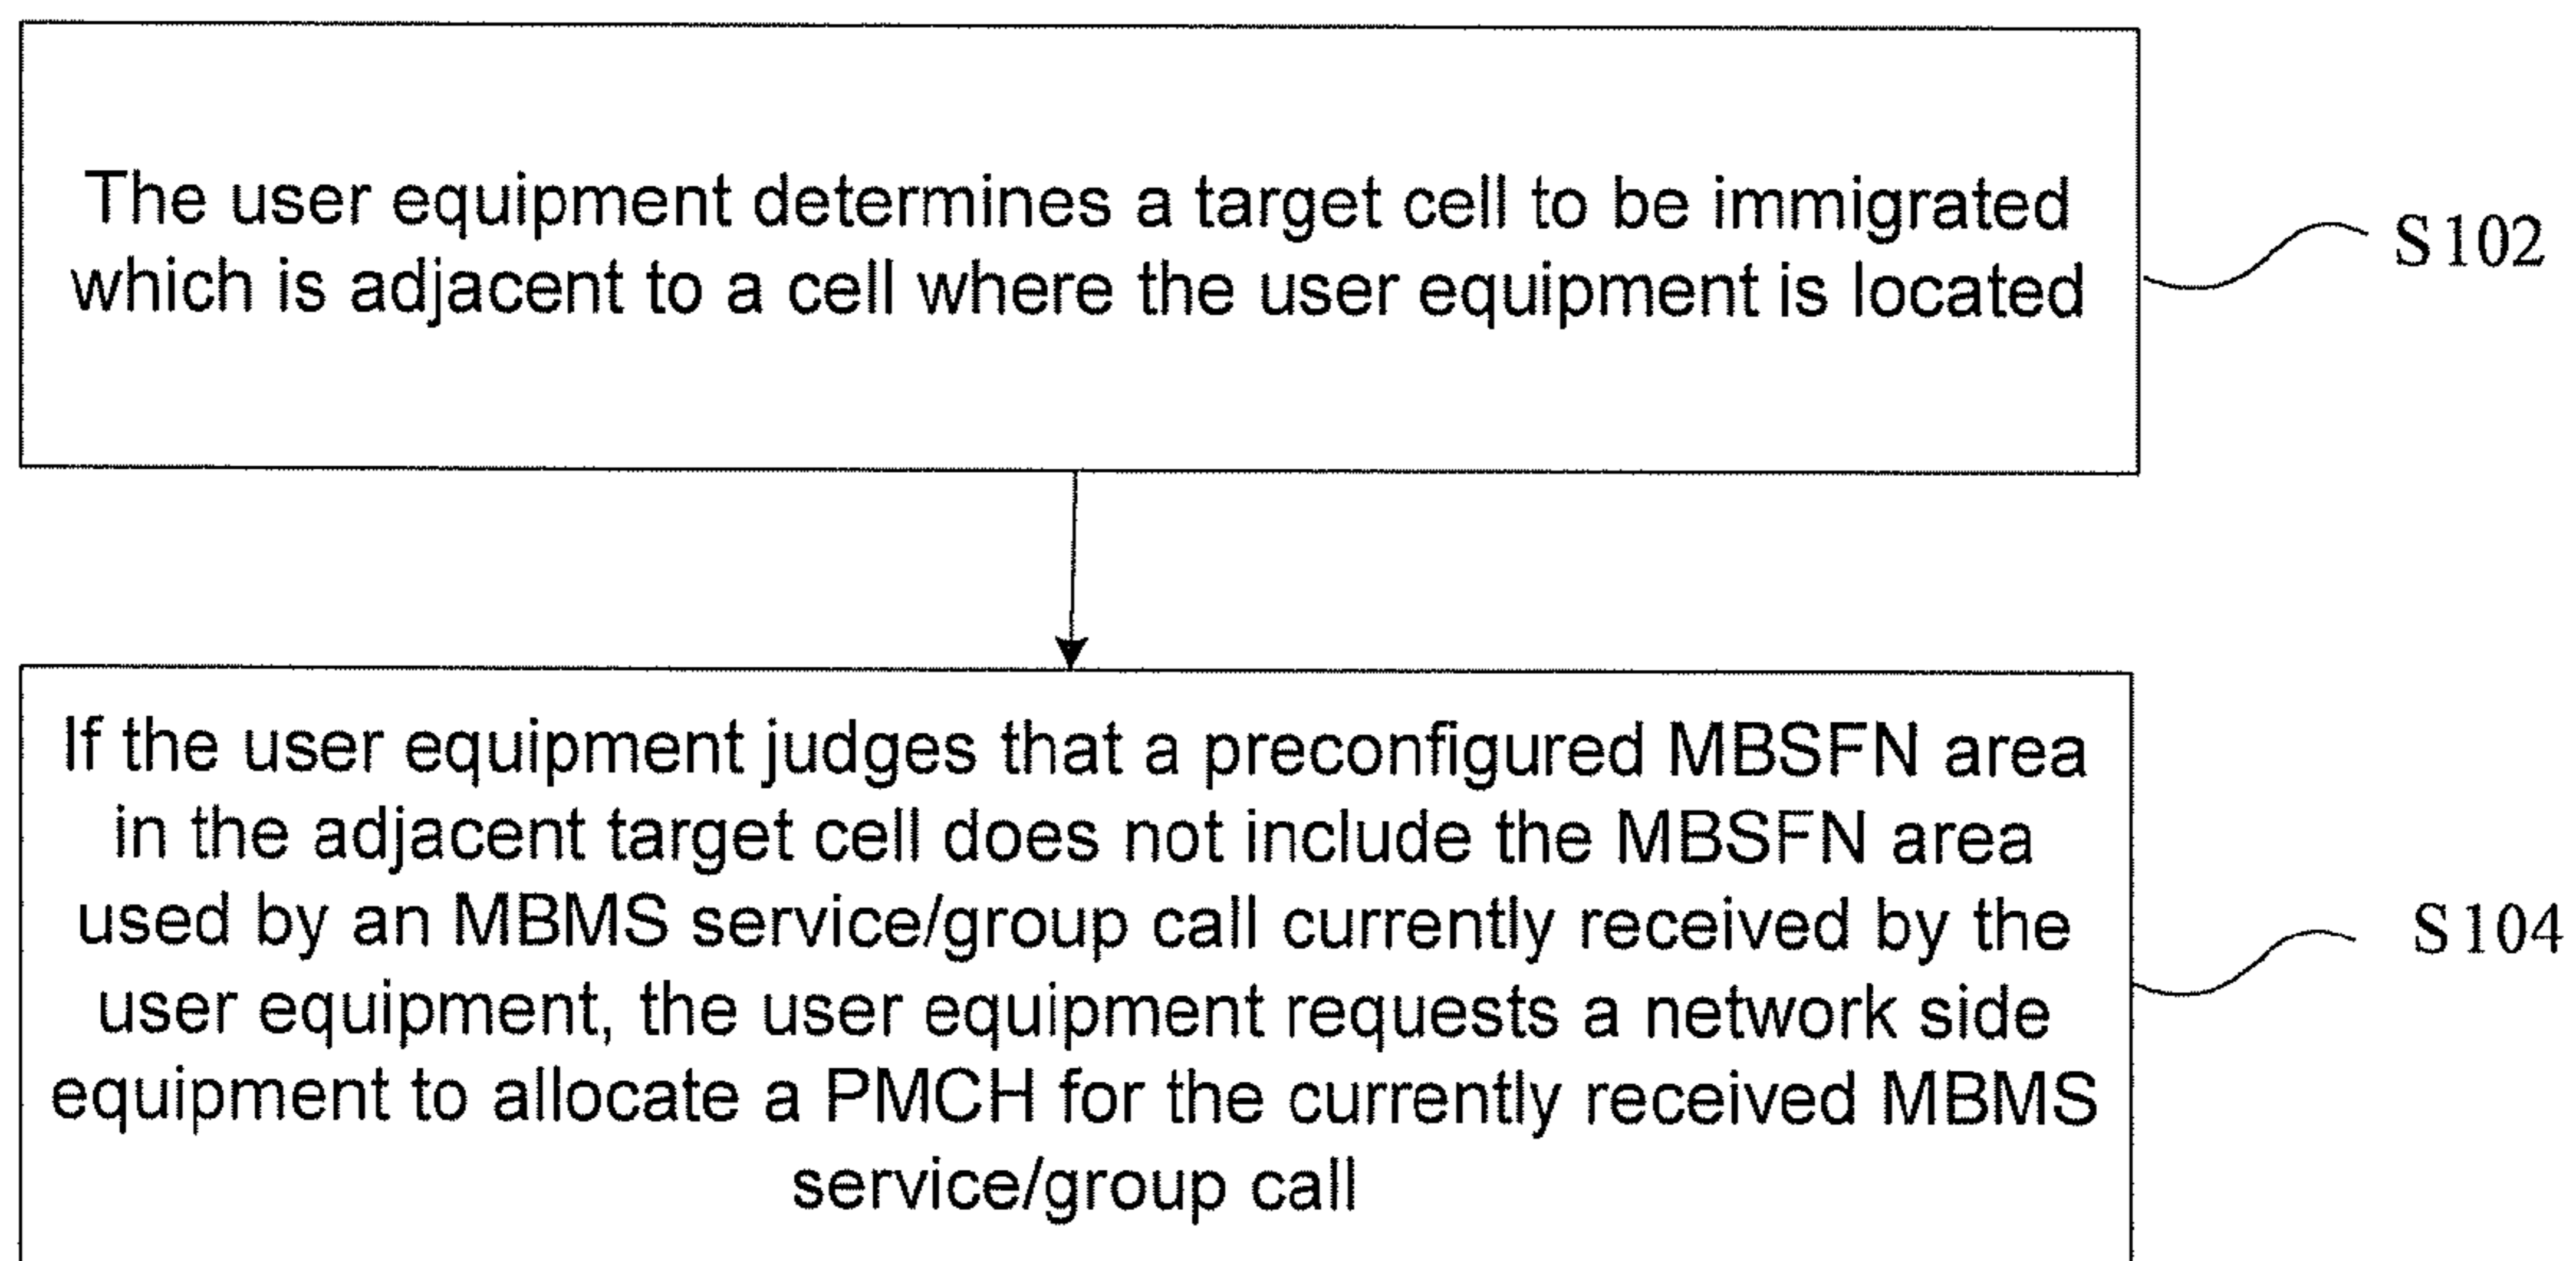 The user equipment determines a target cell to be immigrated
which is adjacent to a cell where the user equipment is located
S102
If the user equipment judges that a preconfigured MBSFN area
in the adjacent target cell does not include the MBSFN area
used by an MBMS service/group call currently received by the
user equipment, the user equipment requests a network side
equipment to allocate a PMCH for the currently received MBMS
service/group call
S104